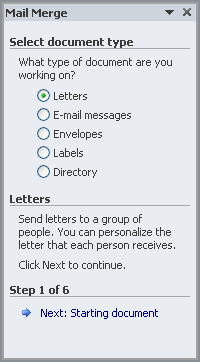 Mail Merge
Select document type
What type of document are you
working on?
Letters
E-mail messages
Envelopes
Labels
Directory
Letters
Send letters to a group of
people. You can personalize the
letter that each person receives.
Click Next to continue.
Step 1 of 6
Next: Starting document